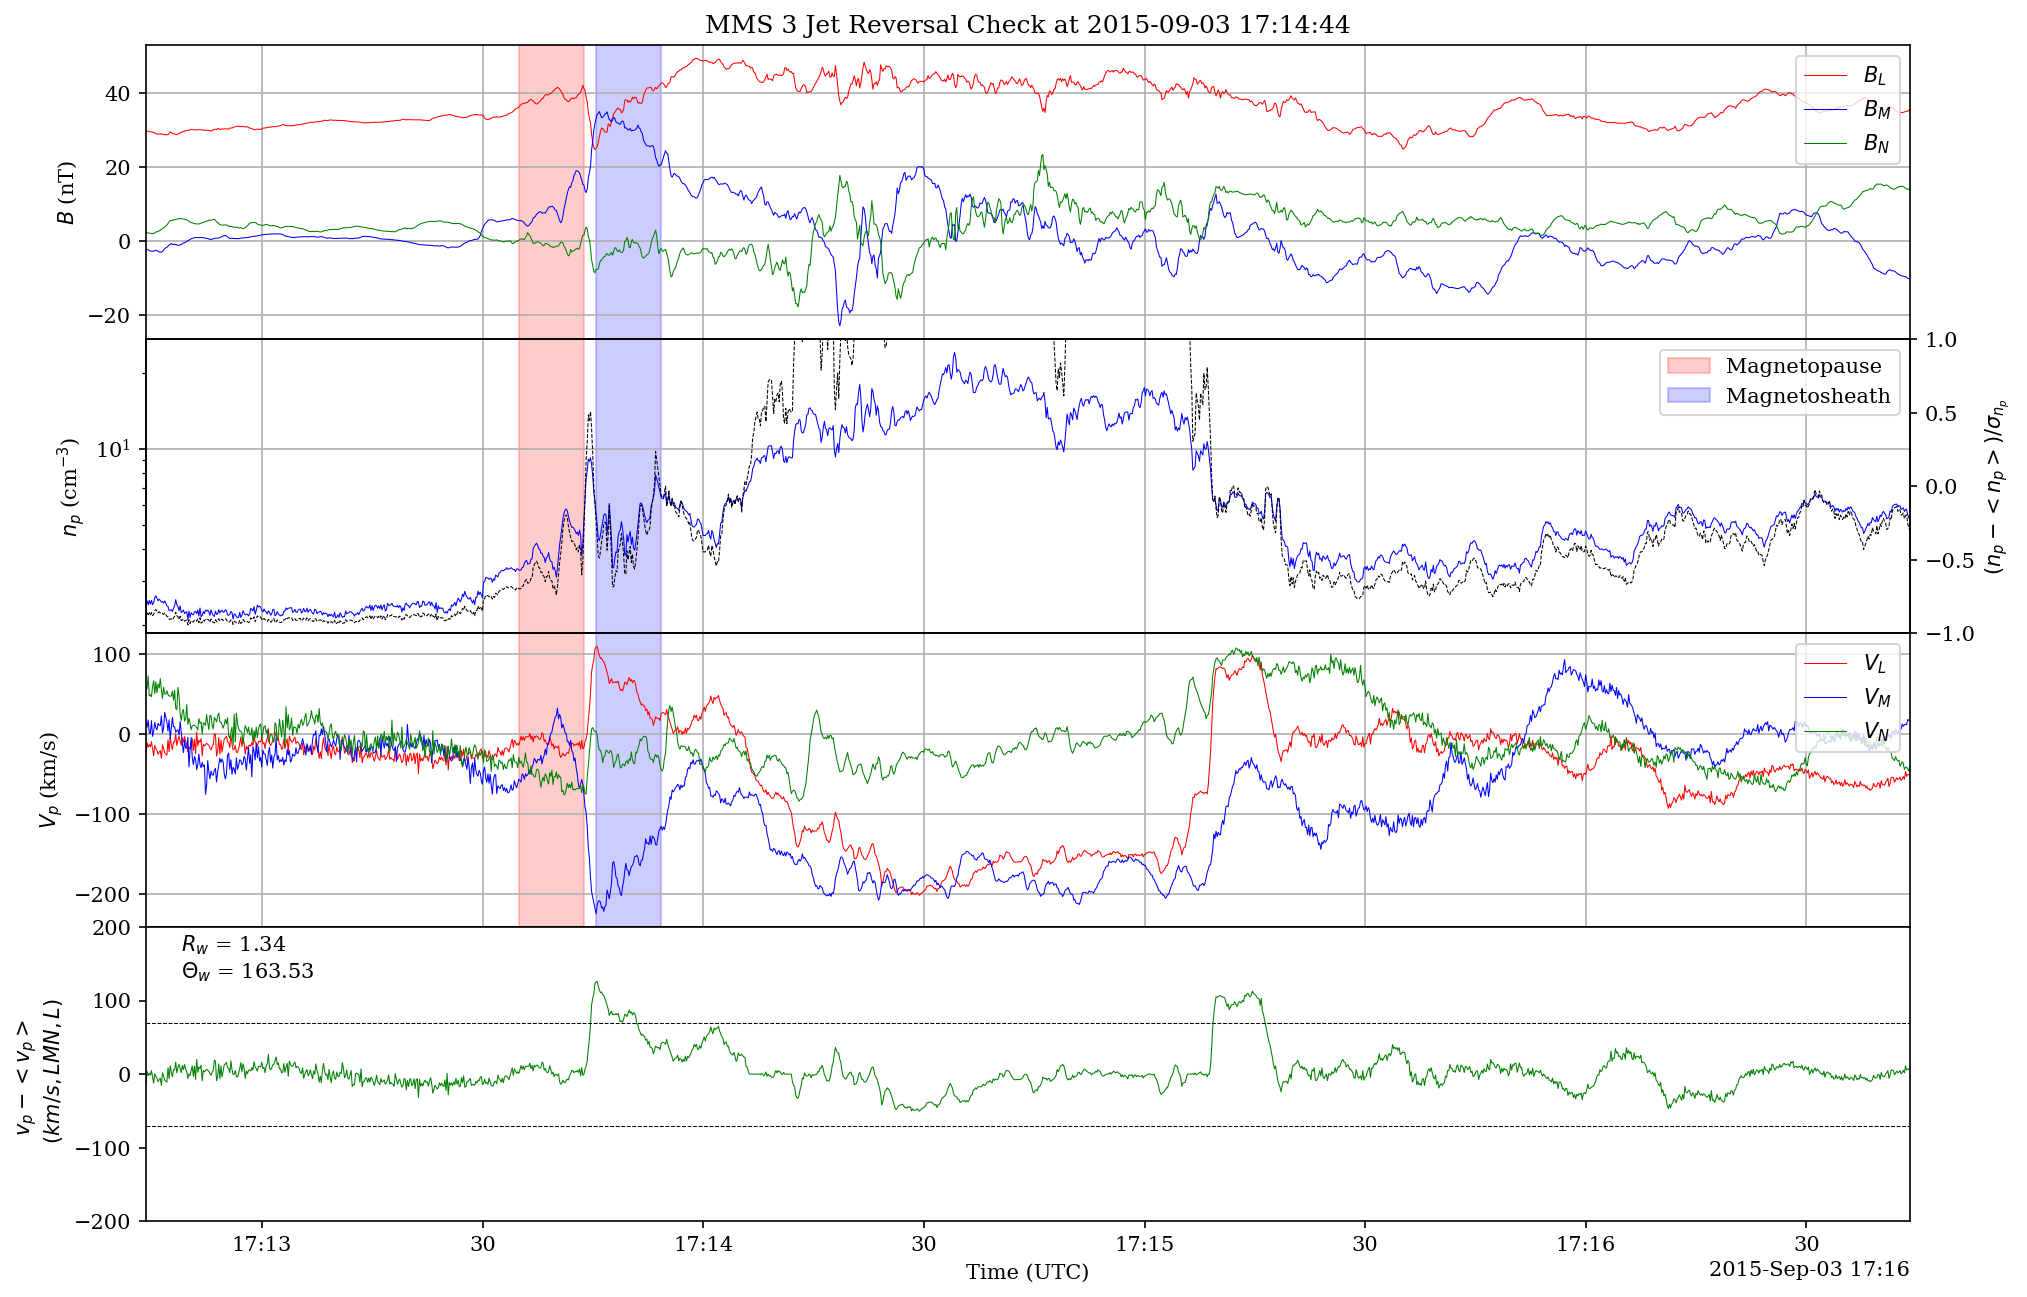 MMS 3 Jet Reversal Check at 2015-09-03 17:14:44
B (nT)
40
20
0
−20
B_L
B_M
B_N
n_p (cm^{−3})
10^1
Magnetopause
Magnetosheath
1.0
0.5
0.0
−0.5
−1.0
(n_p − < n_p >)/σ_{n_p}
V_p (km/s)
100
0
−100
−200
V_L
V_M
V_N
v_p − < v_p >
(km/s, LMN, L)
200
100
0
−100
−200
R_w = 1.34
Θ_w = 163.53
17:13
30
17:14
30
17:15
30
17:16
30
Time (UTC)
2015-Sep-03 17:16